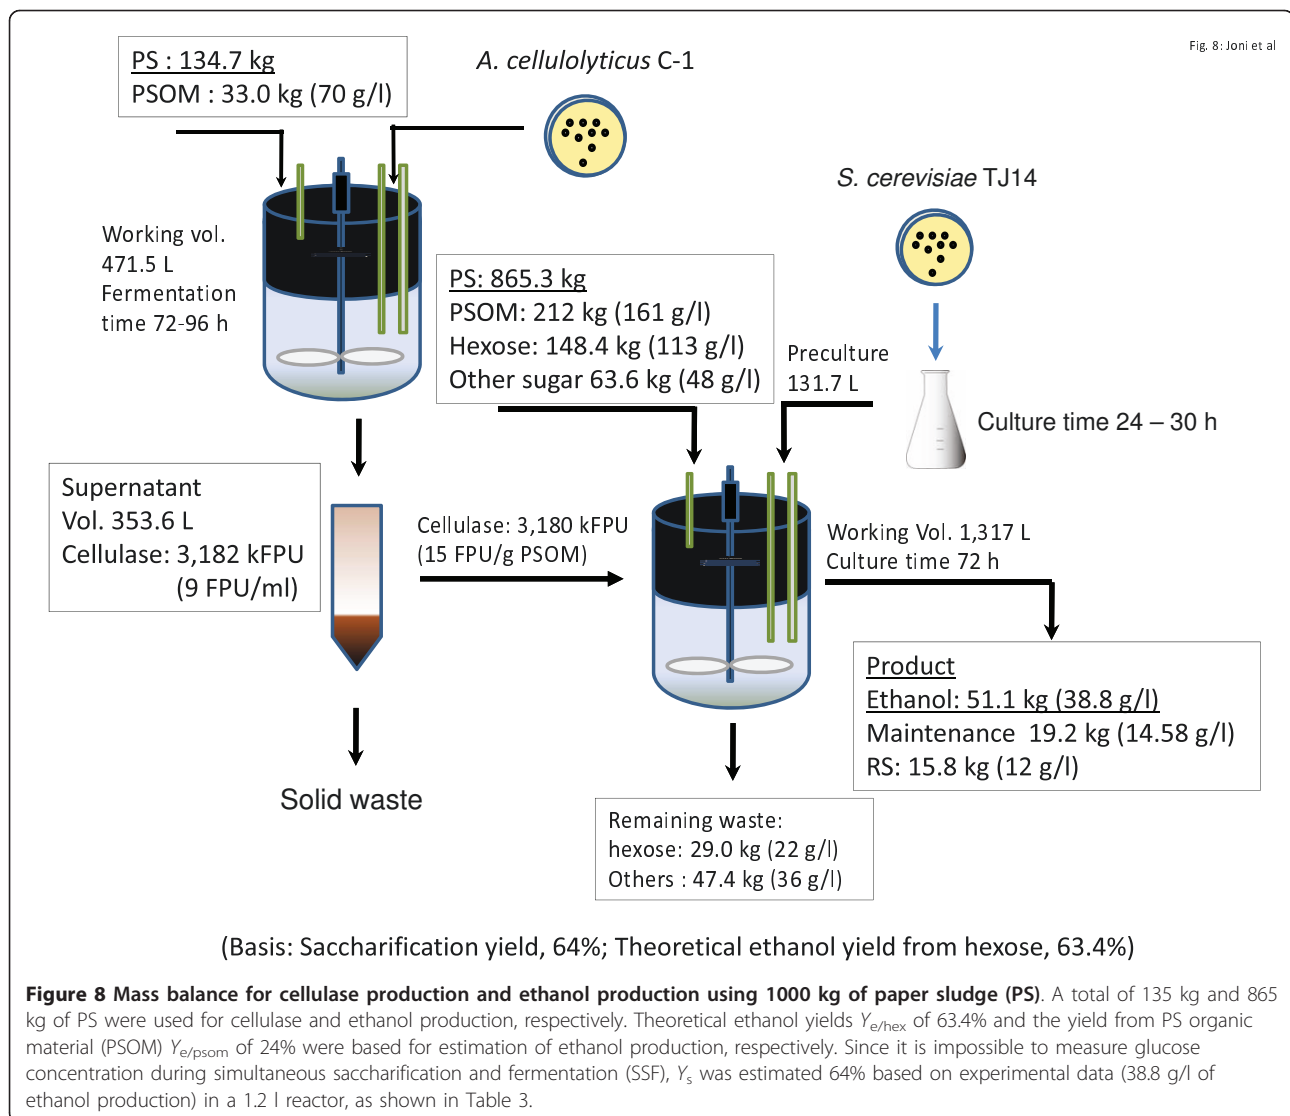 Fig. 8: Joni et al
PS : 134.7 kg
PSOM : 33.0 kg (70 g/l)
A. cellulolyticus C-1
S. cerevisiae TJ14
Working vol.
471.5 L
Fermentation
time 72-96 h
PS: 865.3 kg
PSOM: 212 kg (161 g/l)
Hexose: 148.4 kg (113 g/l)
Other sugar 63.6 kg (48 g/l)
Preculture
131.7 L
Culture time 24 – 30 h
Supernatant
Vol. 353.6 L
Cellulase: 3,182 kFPU
(9 FPU/ml)
Cellulase: 3,180 kFPU
(15 FPU/g PSOM)
Working Vol. 1,317 L
Culture time 72 h
Product
Ethanol: 51.1 kg (38.8 g/l)
Maintenance 19.2 kg (14.58 g/l)
RS: 15.8 kg (12 g/l)
Solid waste
Remaining waste:
hexose: 29.0 kg (22 g/l)
Others : 47.4 kg (36 g/l)
(Basis: Saccharification yield, 64%; Theoretical ethanol yield from hexose, 63.4%)
Figure 8 Mass balance for cellulase production and ethanol production using 1000 kg of paper sludge (PS). A total of 135 kg and 865
kg of PS were used for cellulase and ethanol production, respectively. Theoretical ethanol yields Ye/hex of 63.4% and the yield from PS organic
material (PSOM) Ye/psom of 24% were based for estimation of ethanol production, respectively. Since it is impossible to measure glucose
concentration during simultaneous saccharification and fermentation (SSF), Ys was estimated 64% based on experimental data (38.8 g/l of
ethanol production) in a 1.2 l reactor, as shown in Table 3.